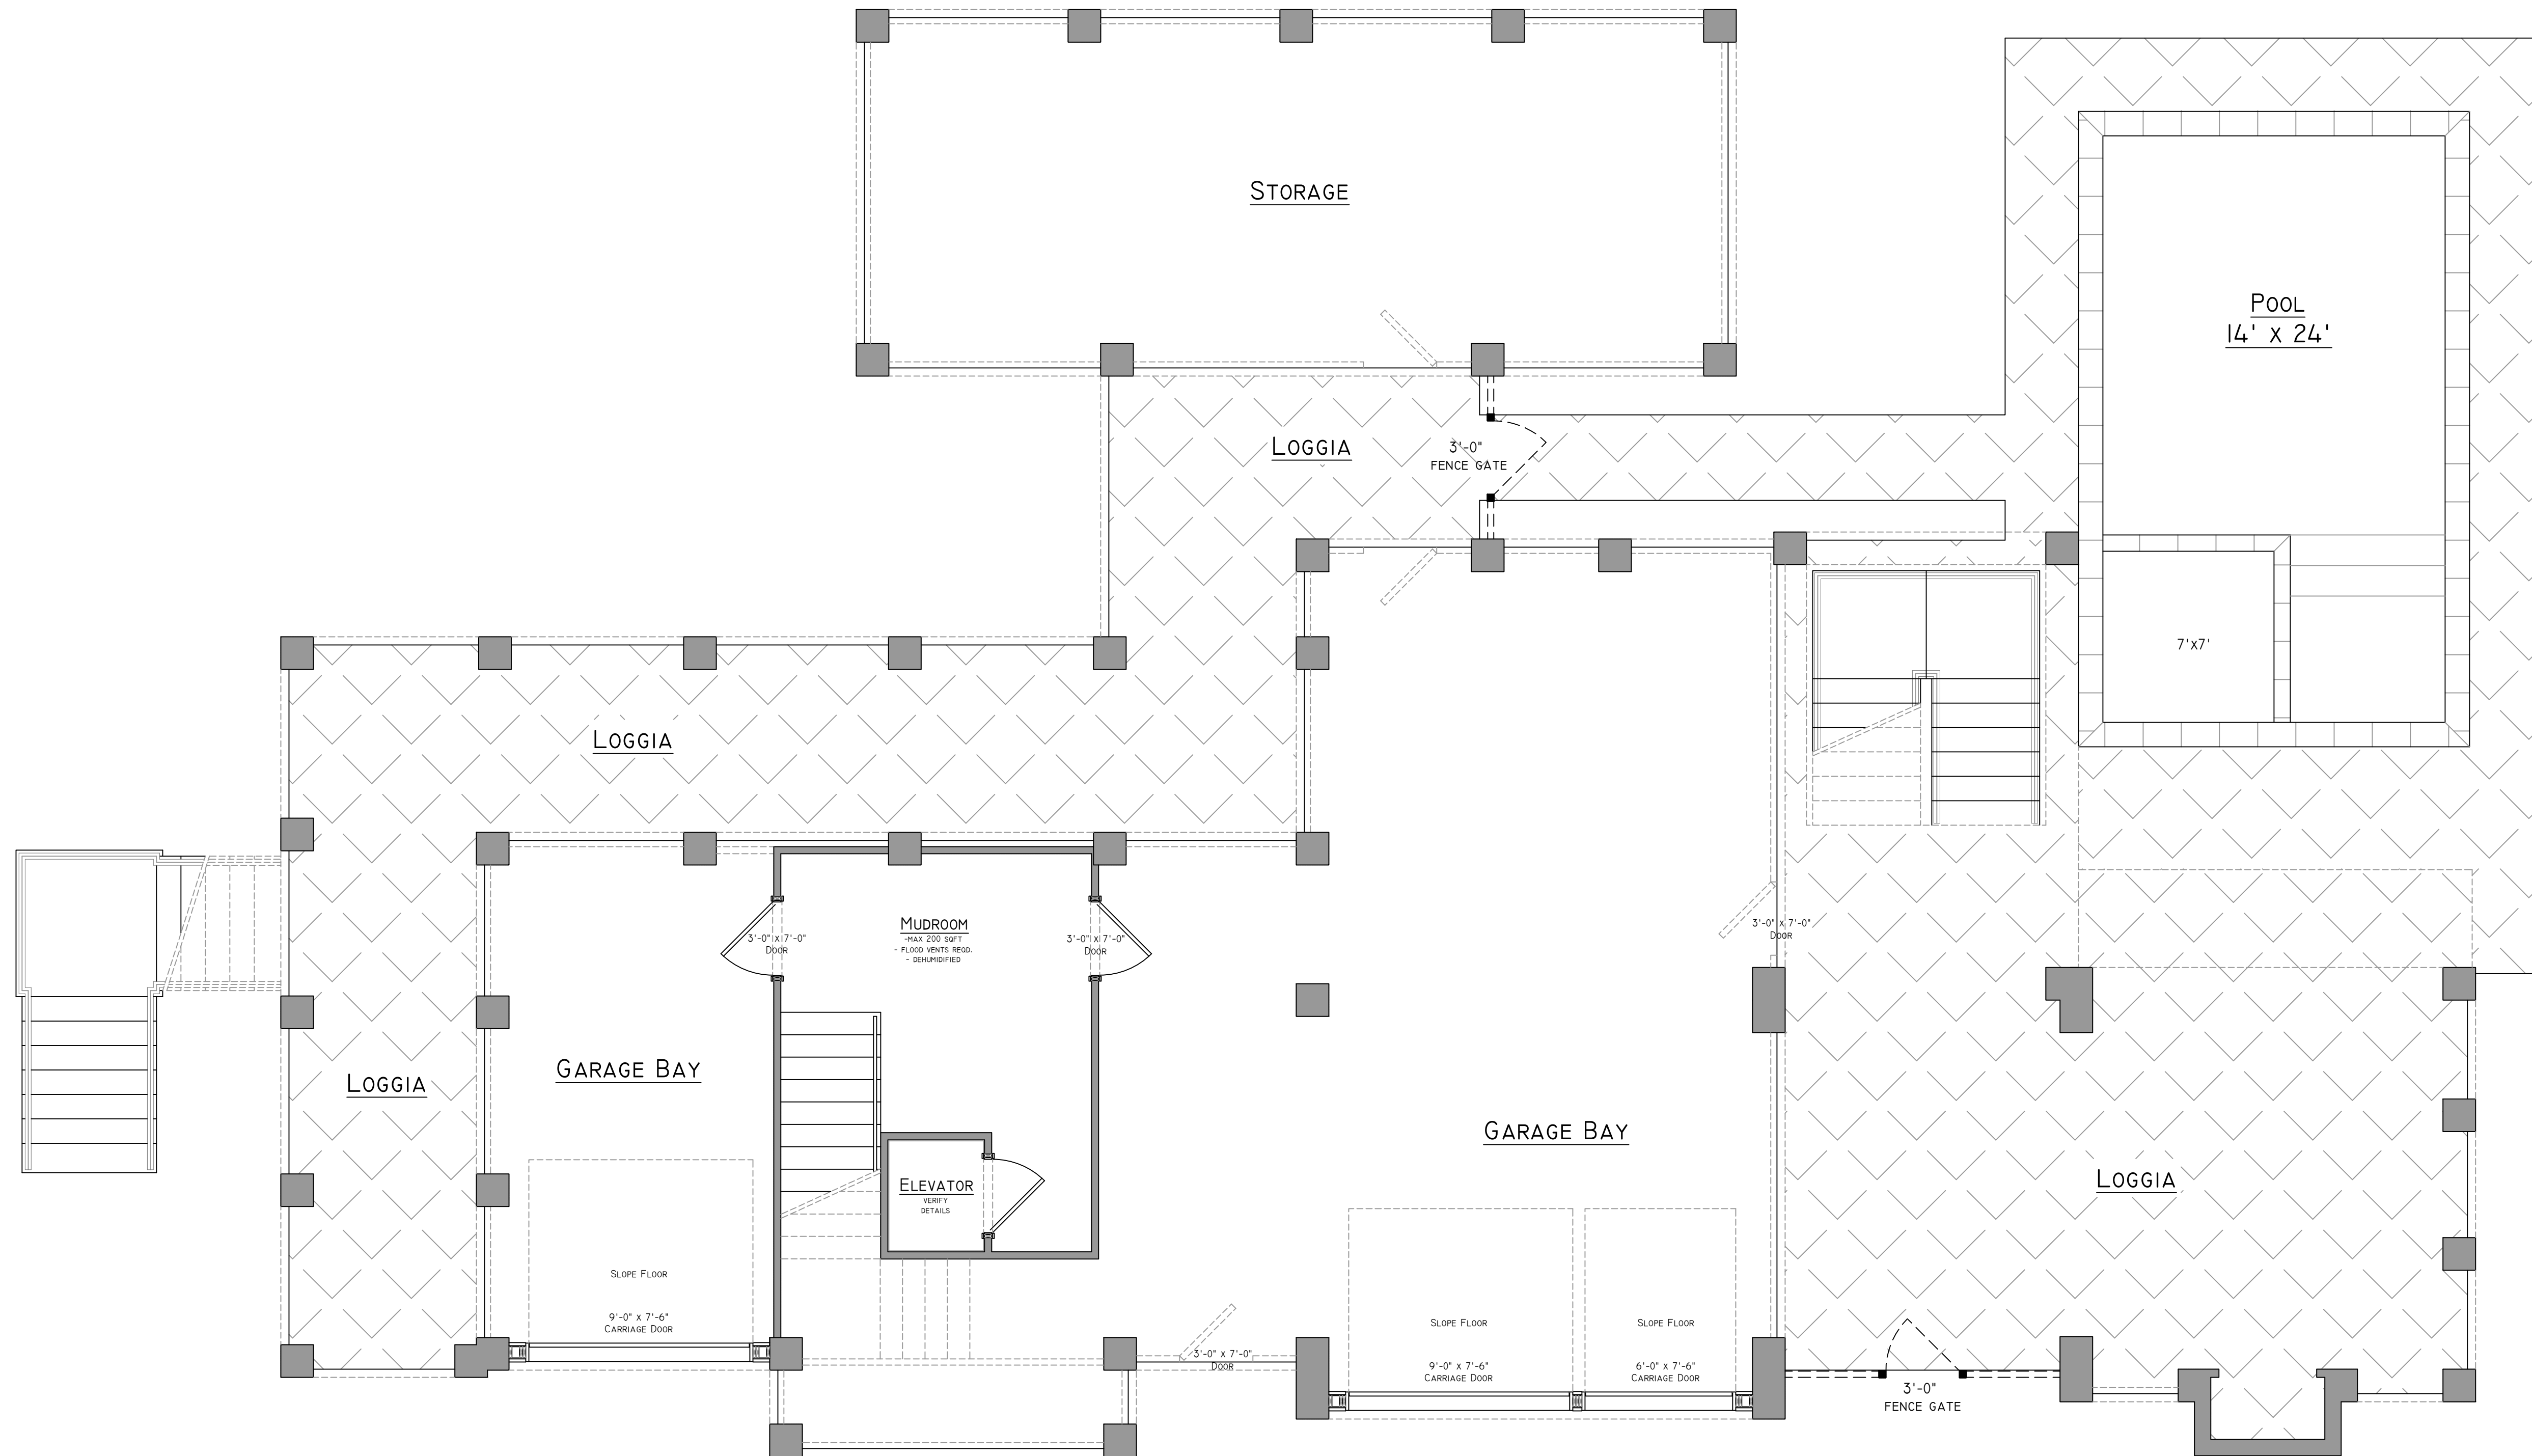 STORAGE
POOL
14' X 24'
LOGGIA
3'-0"
FENCE GATE
7'X7'
LOGGIA
MUDROOM
-MAX 200 SQFT
- FLOOD VENTS REQD.
- DEHUMIDIFIED
3'-0" X 7'-0"
DOOR
3'-0" X 7'-0"
DOOR
3'-0" X 7'-0"
DOOR
LOGGIA
GARAGE BAY
GARAGE BAY
ELEVATOR
VERIFY
DETAILS
LOGGIA
SLOPE FLOOR
9'-0" X 7'-6"
CARRIAGE DOOR
3'-0" X 7'-0"
DOOR
SLOPE FLOOR
9'-0" X 7'-6"
CARRIAGE DOOR
SLOPE FLOOR
6'-0" X 7'-6"
CARRIAGE DOOR
3'-0"
FENCE GATE